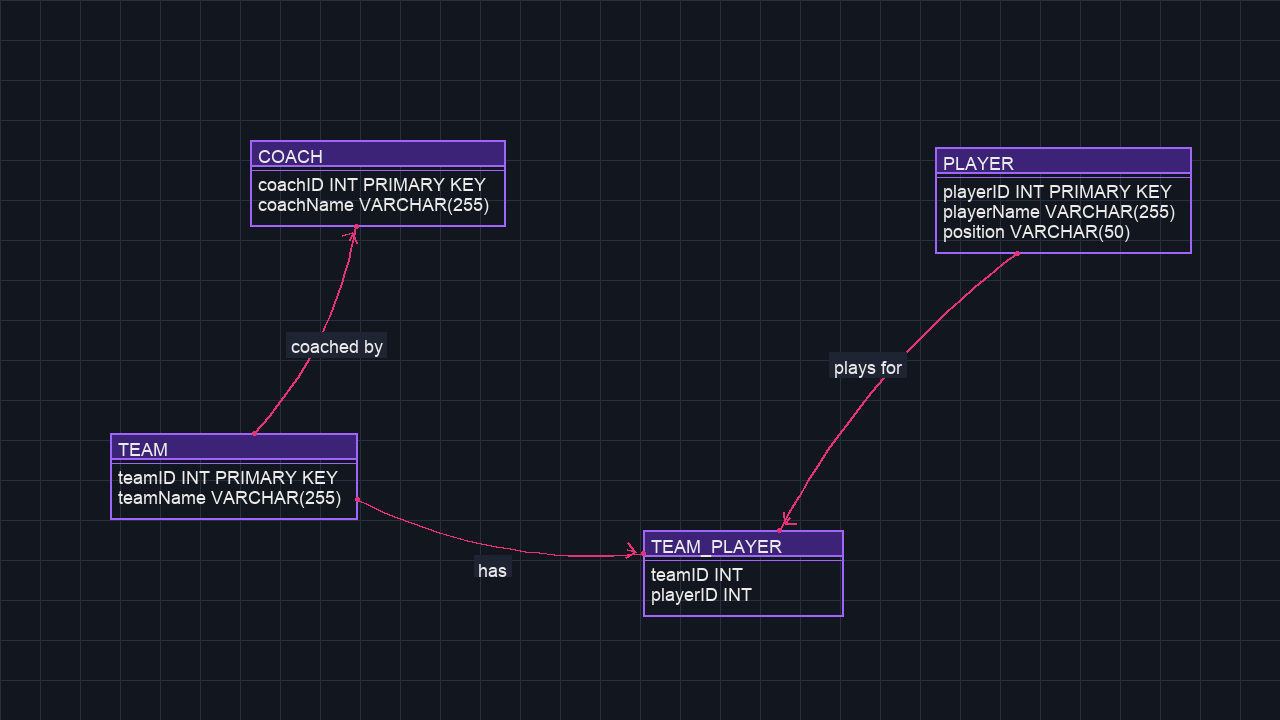 COACH
coachID INT PRIMARY KEY
coachName VARCHAR(255)
PLAYER
playerID INT PRIMARY KEY
playerName VARCHAR(255)
position VARCHAR(50)
coached by
plays for
TEAM
teamID INT PRIMARY KEY
teamName VARCHAR(255)
has
TEAM_PLAYER
teamID INT
playerID INT